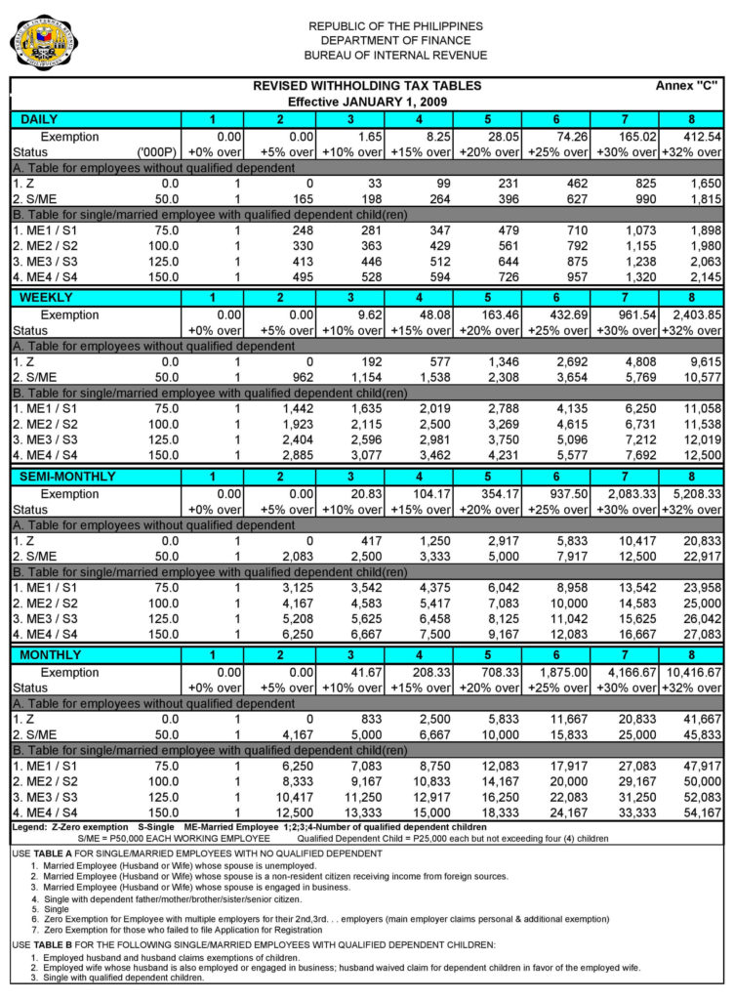 REPUBLIC OF THE PHILIPPINES
DEPARTMENT OF FINANCE
BUREAU OF INTERNAL REVENUE
REVISED WITHHOLDING TAX TABLES Annex "C"
Effective JANUARY 1, 2009
DAILY 1 2 3 4 5 6 7 8
Exemption 0.00 0.00 1.65 8.25 28.05 74.26 165.02 412.54
Status ('000P) +0% over +5% over +10% over +15% over +20% over +25% over +30% over +32% over
A. Table for employees without qualified dependent
1. Z 0.0 1 0 33 99 231 462 825 1,650
2. S/ME 50.0 1 165 198 264 396 627 990 1,815
B. Table for single/married employee with qualified dependent child(ren)
1. ME1 / S1 75.0 1 248 281 347 479 710 1,073 1,898
2. ME2 / S2 100.0 1 330 363 429 561 792 1,155 1,980
3. ME3 / S3 125.0 1 413 446 512 644 875 1,238 2,063
4. ME4 / S4 150.0 1 495 528 594 726 957 1,320 2,145
WEEKLY 1 2 3 4 5 6 7 8
Exemption 0.00 0.00 9.62 48.08 163.46 432.69 961.54 2,403.85
Status +0% over +5% over +10% over +15% over +20% over +25% over +30% over +32% over
A. Table for employees without qualified dependent
1. Z 0.0 1 0 192 577 1,346 2,692 4,808 9,615
2. S/ME 50.0 1 962 1,154 1,538 2,308 3,654 5,769 10,577
B. Table for single/married employee with qualified dependent child(ren)
1. ME1 / S1 75.0 1 1,442 1,635 2,019 2,788 4,135 6,250 11,058
2. ME2 / S2 100.0 1 1,923 2,115 2,500 3,269 4,615 6,731 11,538
3. ME3 / S3 125.0 1 2,404 2,596 2,981 3,750 5,096 7,212 12,019
4. ME4 / S4 150.0 1 2,885 3,077 3,462 4,231 5,577 7,692 12,500
SEMI-MONTHLY 1 2 3 4 5 6 7 8
Exemption 0.00 0.00 20.83 104.17 354.17 937.50 2,083.33 5,208.33
Status +0% over +5% over +10% over +15% over +20% over +25% over +30% over +32% over
A. Table for employees without qualified dependent
1. Z 0.0 1 0 417 1,250 2,917 5,833 10,417 20,833
2. S/ME 50.0 1 2,083 2,500 3,333 5,000 7,917 12,500 22,917
B. Table for single/married employee with qualified dependent child(ren)
1. ME1 / S1 75.0 1 3,125 3,542 4,375 6,042 8,958 13,542 23,958
2. ME2 / S2 100.0 1 4,167 4,583 5,417 7,083 10,000 14,583 25,000
3. ME3 / S3 125.0 1 5,208 5,625 6,458 8,125 11,042 15,625 26,042
4. ME4 / S4 150.0 1 6,250 6,667 7,500 9,167 12,083 16,667 27,083
MONTHLY 1 2 3 4 5 6 7 8
Exemption 0.00 0.00 41.67 208.33 708.33 1,875.00 4,166.67 10,416.67
Status +0% over +5% over +10% over +15% over +20% over +25% over +30% over +32% over
A. Table for employees without qualified dependent
1. Z 0.0 1 0 833 2,500 5,833 11,667 20,833 41,667
2. S/ME 50.0 1 4,167 5,000 6,667 10,000 15,833 25,000 45,833
B. Table for single/married employee with qualified dependent child(ren)
1. ME1 / S1 75.0 1 6,250 7,083 8,750 12,083 17,917 27,083 47,917
2. ME2 / S2 100.0 1 8,333 9,167 10,833 14,167 20,000 29,167 50,000
3. ME3 / S3 125.0 1 10,417 11,250 12,917 16,250 22,083 31,250 52,083
4. ME4 / S4 150.0 1 12,500 13,333 15,000 18,333 24,167 33,333 54,167
Legend: Z-Zero exemption S-Single ME-Married Employee 1;2;3;4-Number of qualified dependent children
S/ME = P50,000 EACH WORKING EMPLOYEE Qualified Dependent Child = P25,000 each but not exceeding four (4) children
USE TABLE A FOR SINGLE/MARRIED EMPLOYEES WITH NO QUALIFIED DEPENDENT
1. Married Employee (Husband or Wife) whose spouse is unemployed.
2. Married Employee (Husband or Wife) whose spouse is a non-resident citizen receiving income from foreign sources.
3. Married Employee (Husband or Wife) whose spouse is engaged in business.
4. Single with dependent father/mother/brother/sister/senior citizen.
5. Single
6. Zero Exemption for Employee with multiple employers for their 2nd,3rd. . . employers (main employer claims personal & additional exemption)
7. Zero Exemption for those who failed to file Application for Registration
USE TABLE B FOR THE FOLLOWING SINGLE/MARRIED EMPLOYEES WITH QUALIFIED DEPENDENT CHILDREN:
1. Employed husband and husband claims exemptions of children.
2. Employed wife whose husband is also employed or engaged in business; husband waived claim for dependent children in favor of the employed wife.
3. Single with qualified dependent children.